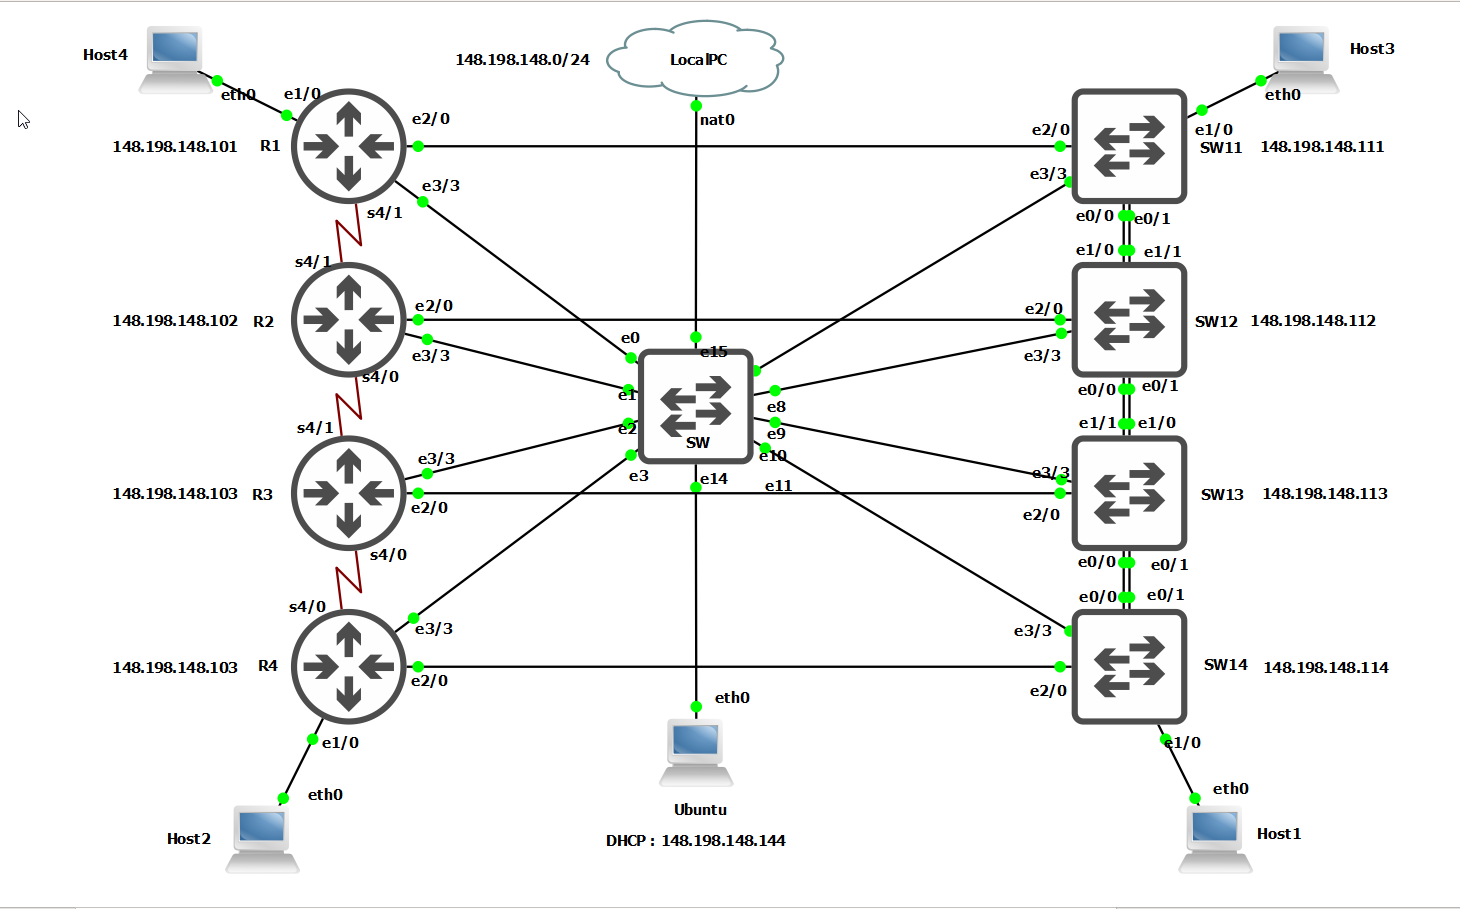 Host4
148.198.148.0/24
LocalPC
Host3
eth0
e1/0
eth0
nat0
e2/0
e2/0
e1/0
148.198.148.101
R1
SW11
148.198.148.111
e3/3
e3/3
s4/1
e0/0
e0/1
e1/0
e1/1
s4/1
e2/0
e2/0
148.198.148.102
R2
SW12
148.198.148.112
e0
e15
e3/3
e3/3
s4/0
e0/0
e0/1
e1
e8
s4/1
e2
e9
e1/1
e1/0
SW
e10
e3/3
e3
e14
e11
e3/3
148.198.148.103
R3
SW13
148.198.148.113
e2/0
e2/0
s4/0
e0/0
e0/1
s4/0
e0/0
e0/1
e3/3
e3/3
148.198.148.103
R4
SW14
148.198.148.114
e2/0
e2/0
eth0
e1/0
e1/0
eth0
eth0
Ubuntu
Host2
Host1
DHCP : 148.198.148.144